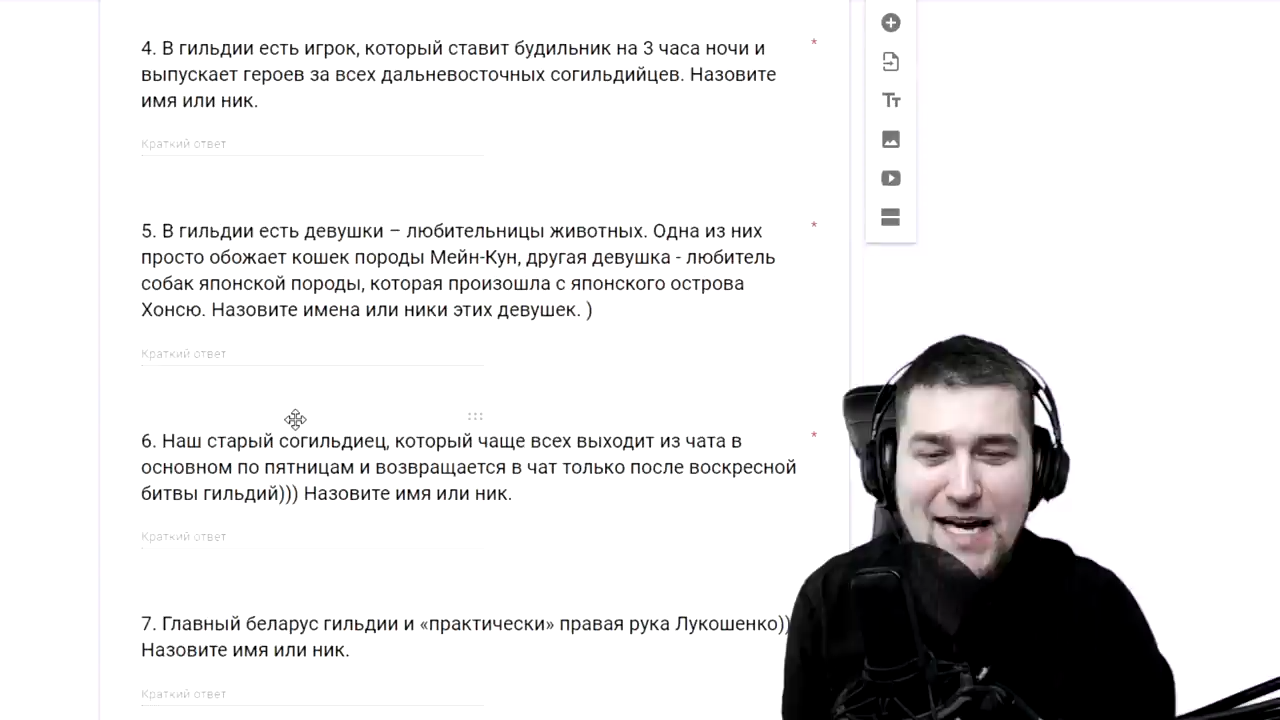 4. В гильдии есть игрок, который ставит будильник на 3 часа ночи и *
выпускает героев за всех дальневосточных согильдийцев. Назовите
имя или ник.
Краткий ответ
5. В гильдии есть девушки – любительницы животных. Одна из них *
просто обожает кошек породы Мейн-Кун, другая девушка - любитель
собак японской породы, которая произошла с японского острова
Хонсю. Назовите имена или ники этих девушек. )
Краткий ответ
6. Наш старый согильдиец, который чаще всех выходит из чата в *
основном по пятницам и возвращается в чат только после воскресной
битвы гильдий))) Назовите имя или ник.
Краткий ответ
7. Главный беларус гильдии и «практически» правая рука Лукошенко))
Назовите имя или ник.
Краткий ответ
Tт